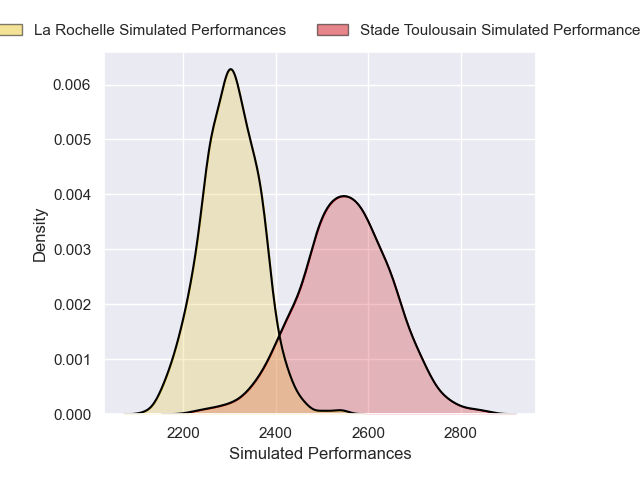 La Rochelle Simulated Performances
Stade Toulousain Simulated Performance
0.006
0.005
0.004
0.003
0.002
0.001
0.000
Density
2200 2400 2600 2800
Simulated Performances